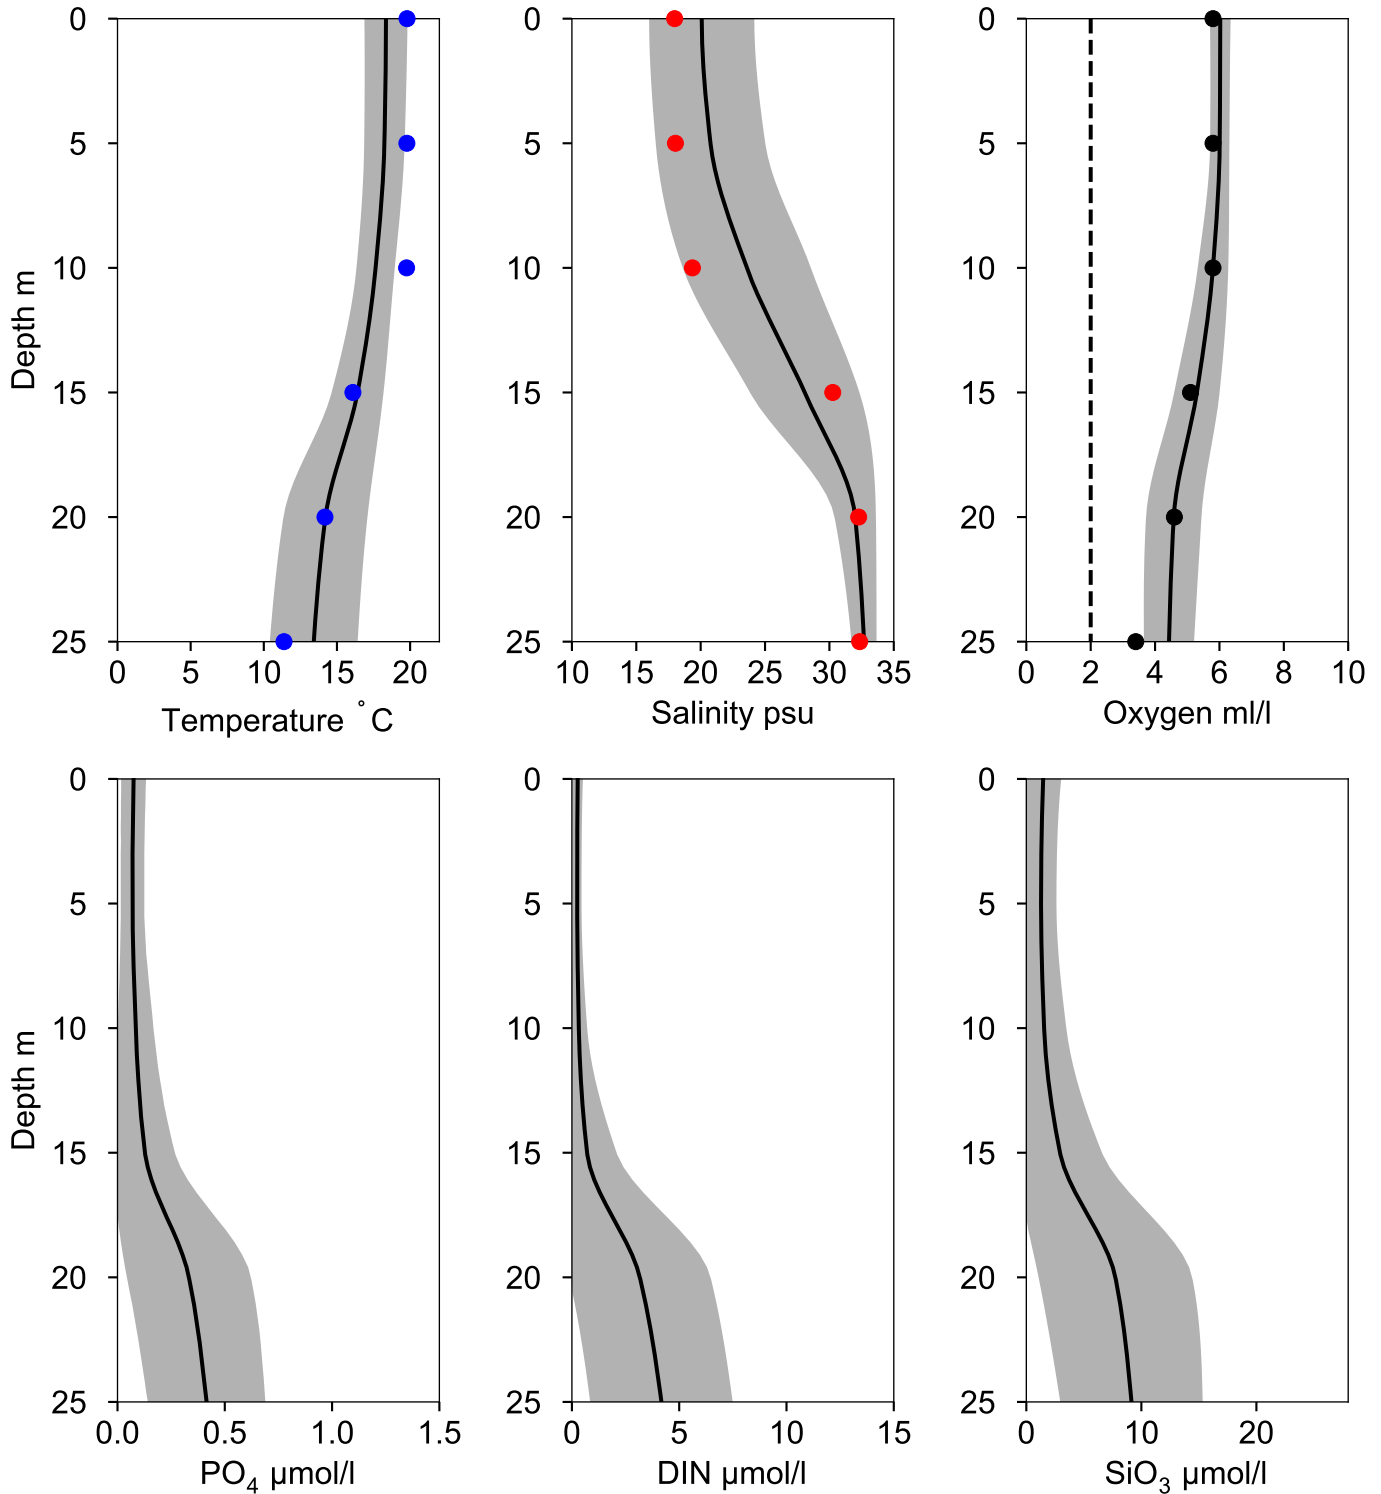 0
5
10
15
20
25
Depth m
0 5 10 15 20
Temperature °C
0
5
10
15
20
25
10 15 20 25 30 35
Salinity psu
0
5
10
15
20
25
0 2 4 6 8 10
Oxygen ml/l
0
5
10
15
20
25
Depth m
0.0 0.5 1.0 1.5
PO4 µmol/l
0
5
10
15
20
25
0 5 10 15
DIN µmol/l
0
5
10
15
20
25
0 10 20
SiO3 µmol/l